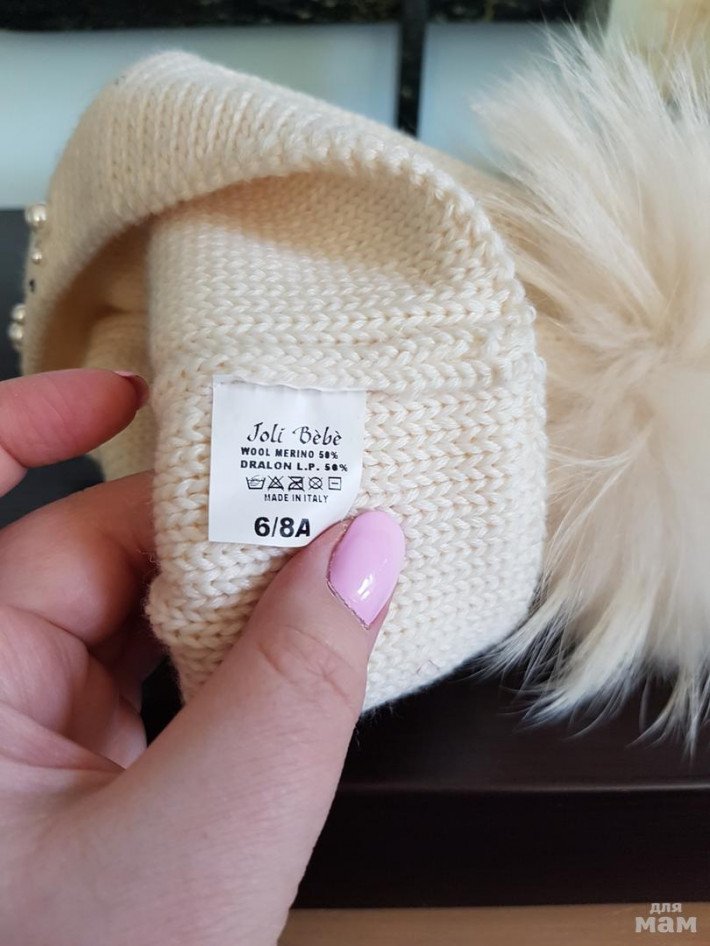 Joli Bèbè
WOOL MERINO 50%
DRALON L.P. 50%
MADE IN ITALY
6/8A
для
мам